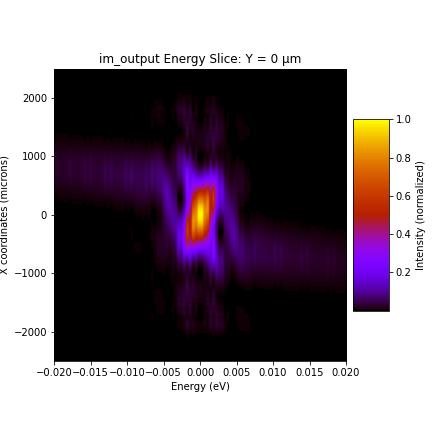 im_output Energy Slice: Y = 0 µm
2000
1000
0
−1000
−2000
X coordinates (microns)
−0.020−0.015−0.010−0.005 0.000 0.005 0.010 0.015 0.020
Energy (eV)
1.0
0.8
0.6
0.4
0.2
Intensity (normalized)